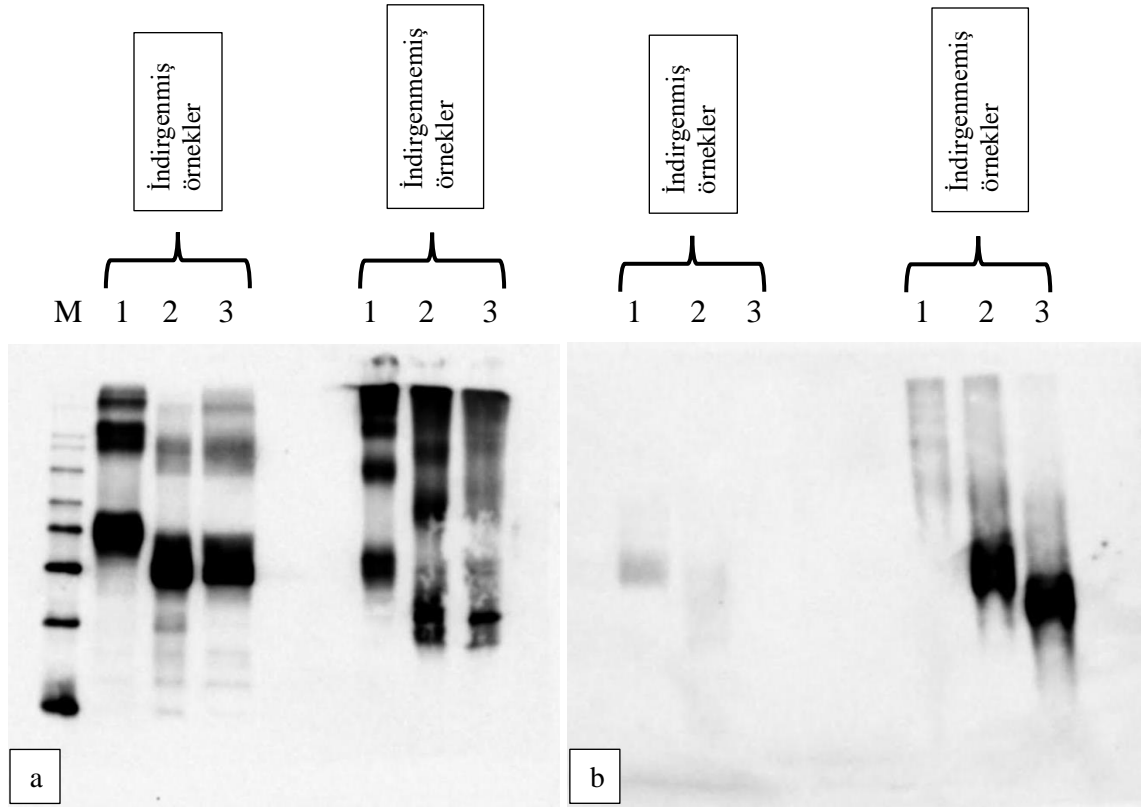 İndirgenmiş
örnekler
İndirgenmemiş
örnekler
İndirgenmiş
örnekler
İndirgenmemiş
örnekler
M 1 2 3 1 2 3 1 2 3 1 2 3
a
b